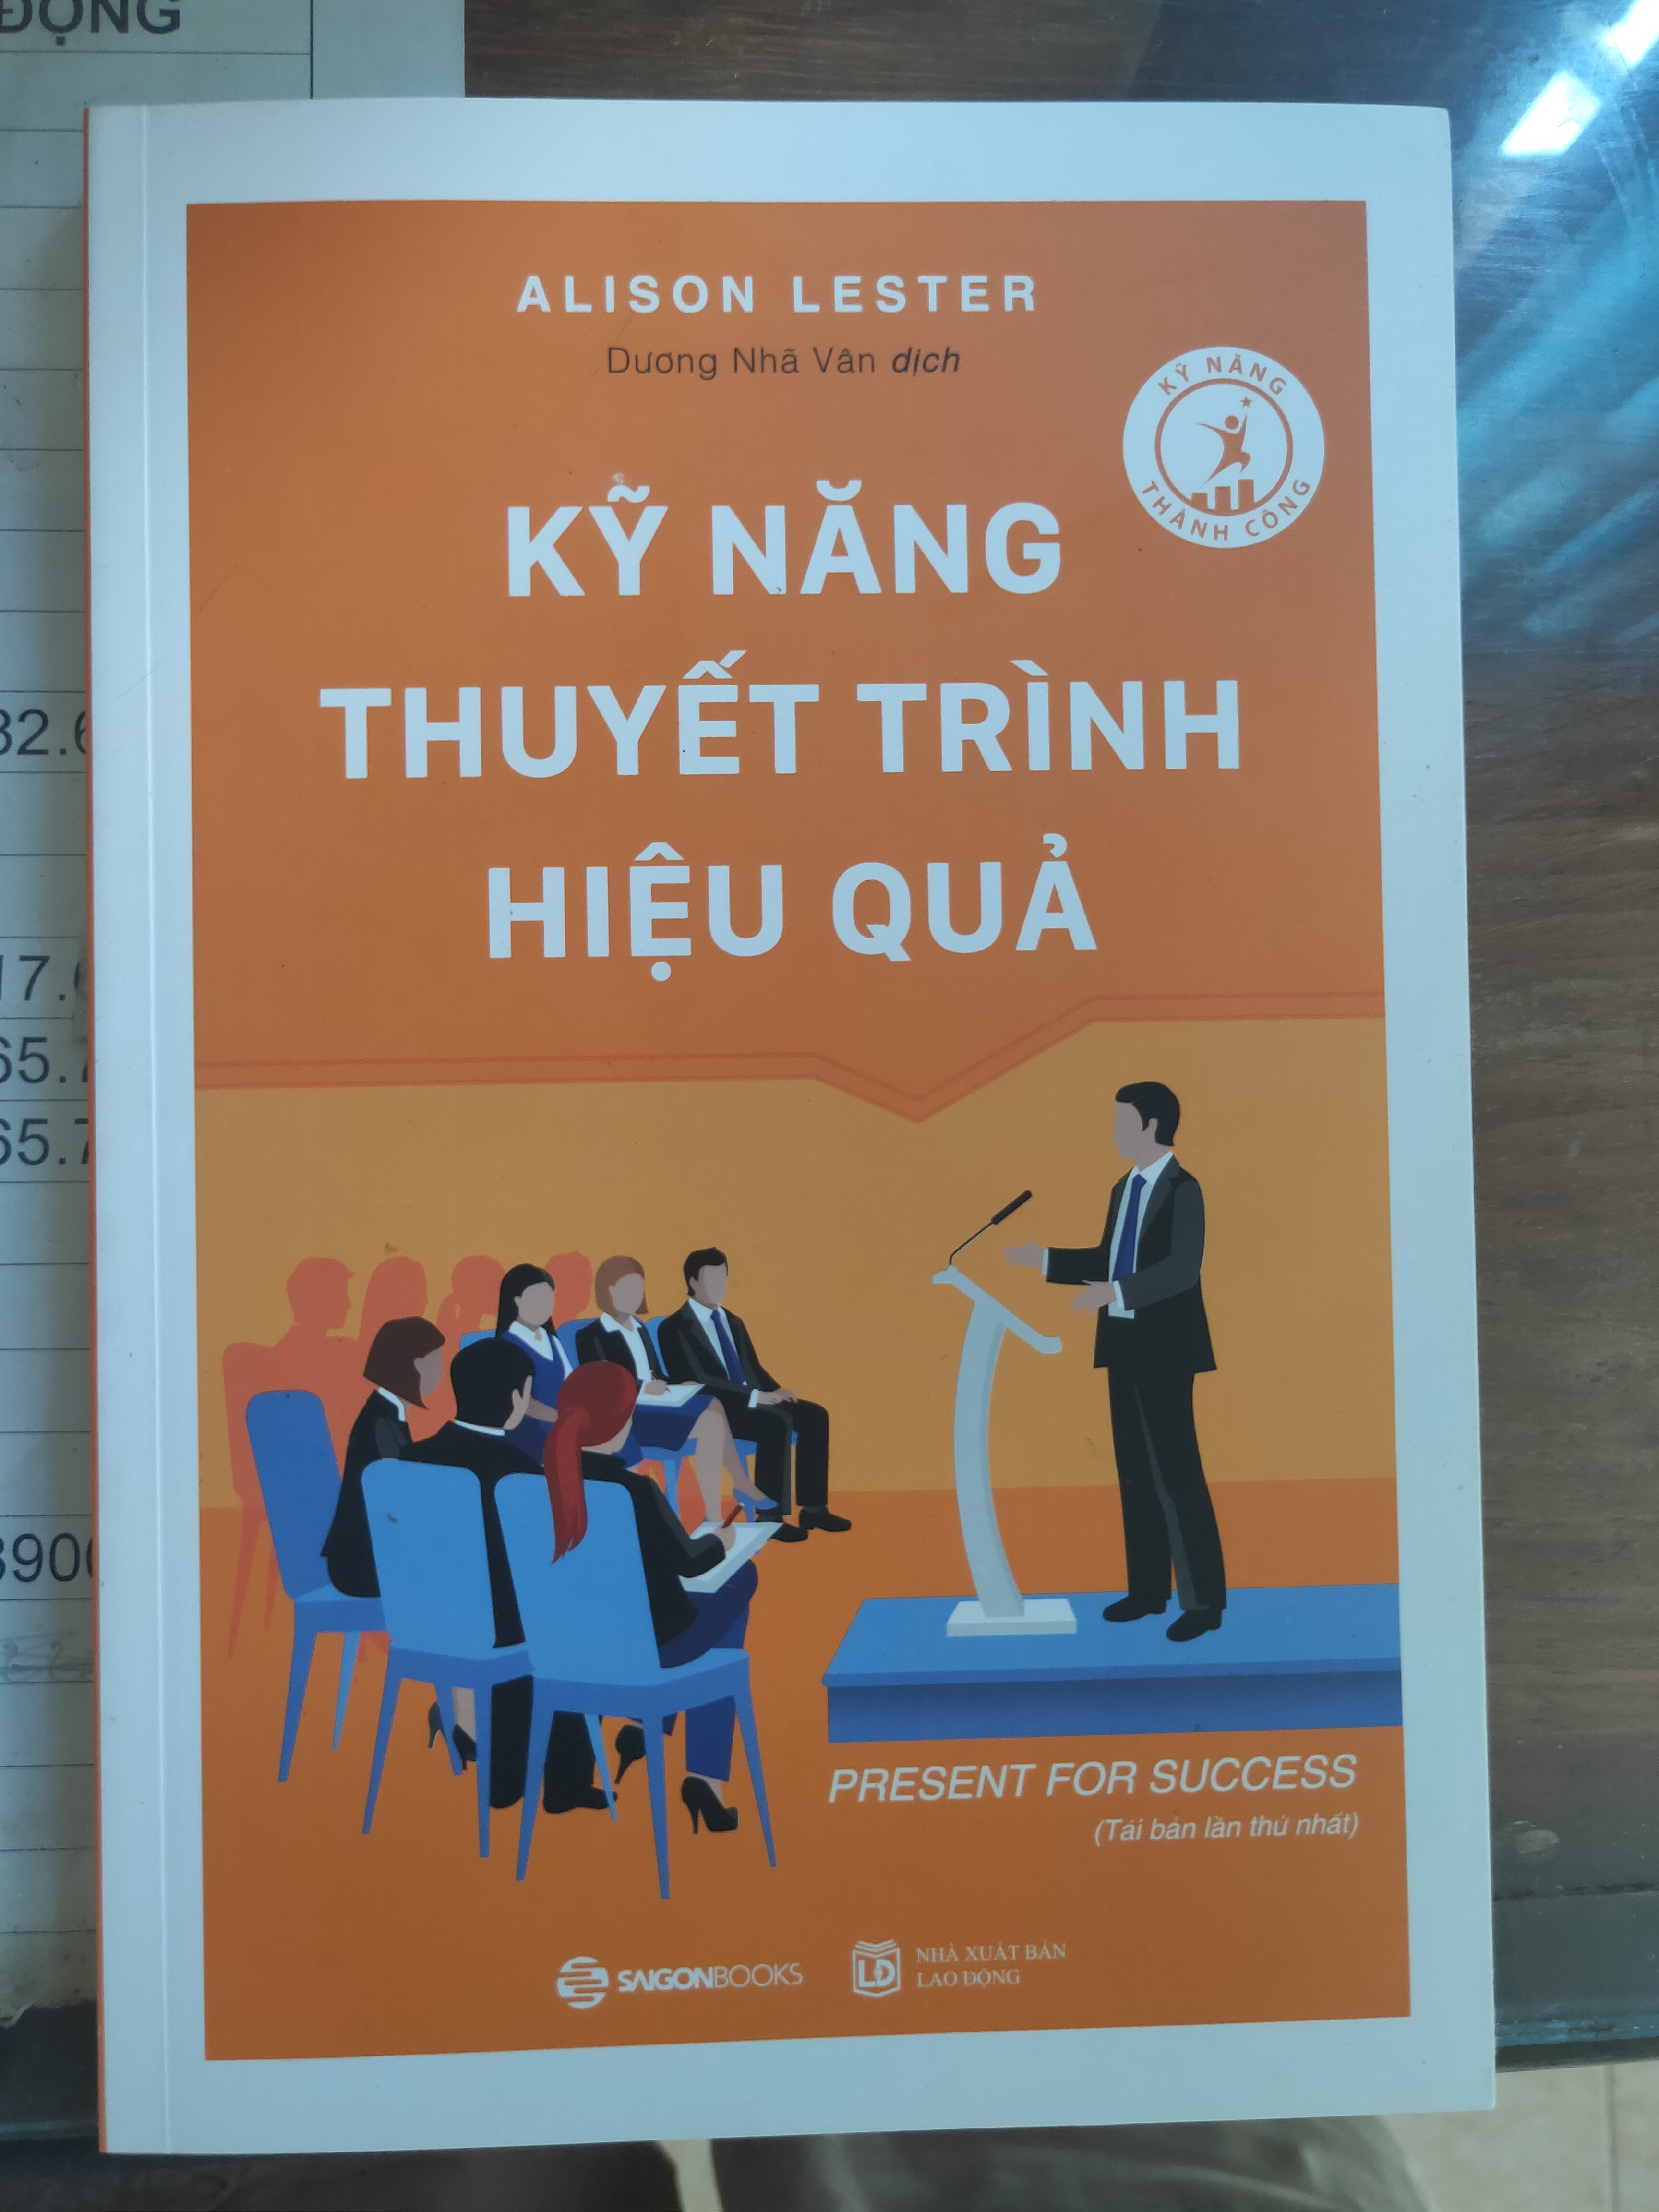 ĐỘNG
ALISON LESTER
Dương Nhã Vân dịch
KỸ NĂNG
THÀNH CÔNG
KỸ NĂNG
THUYẾT TRÌNH
HIỆU QUẢ
PRESENT FOR SUCCESS
(Tái bản lần thứ nhất)
SAIGONBOOKS
LĐ
NHÀ XUẤT BẢN
LAO ĐỘNG